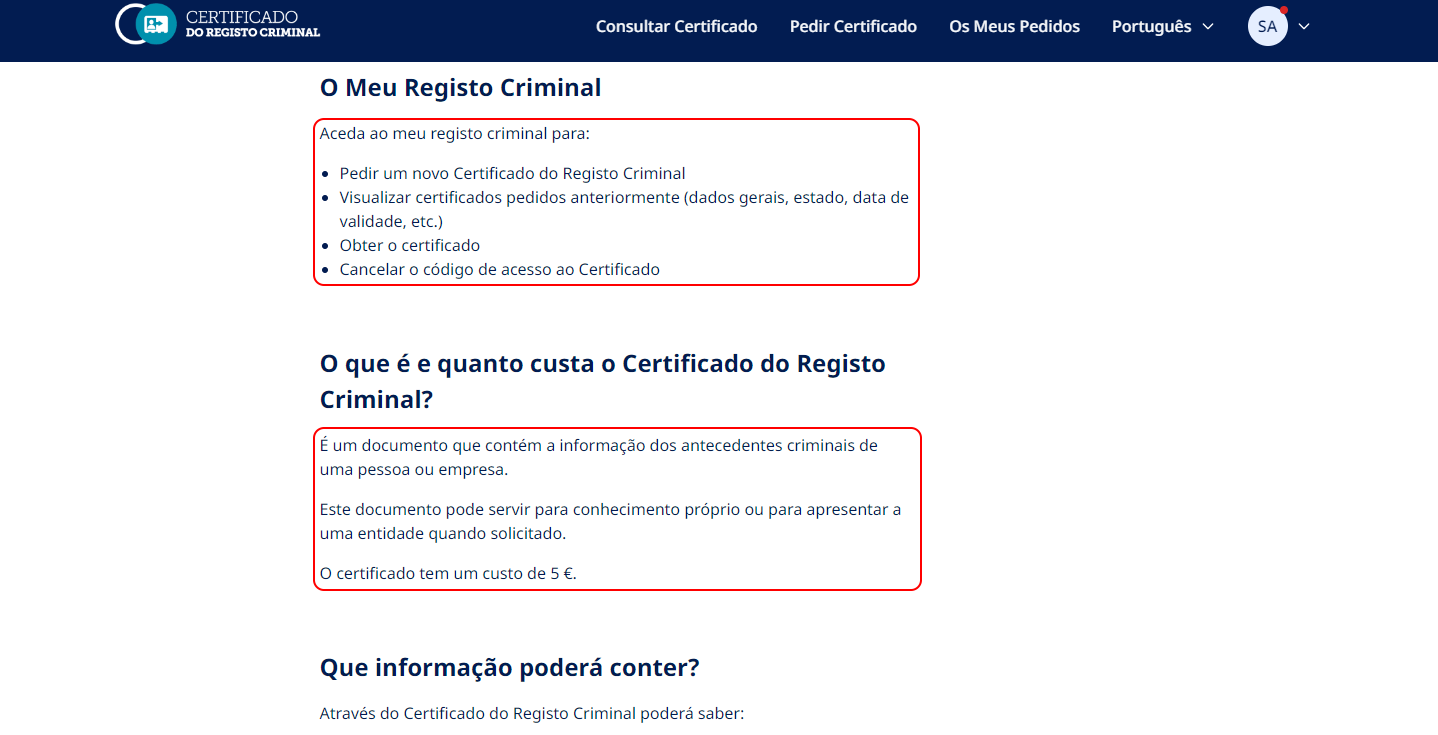 CERTIFICADO
DO REGISTO CRIMINAL
Consultar Certificado
Pedir Certificado
Os Meus Pedidos
Português
SA
O Meu Registo Criminal
Aceda ao meu registo criminal para:
• Pedir um novo Certificado do Registo Criminal
• Visualizar certificados pedidos anteriormente (dados gerais, estado, data de
validade, etc.)
• Obter o certificado
• Cancelar o código de acesso ao Certificado
O que é e quanto custa o Certificado do Registo
Criminal?
É um documento que contém a informação dos antecedentes criminais de
uma pessoa ou empresa.
Este documento pode servir para conhecimento próprio ou para apresentar a
uma entidade quando solicitado.
O certificado tem um custo de 5 €.
Que informação poderá conter?
Através do Certificado do Registo Criminal poderá saber: